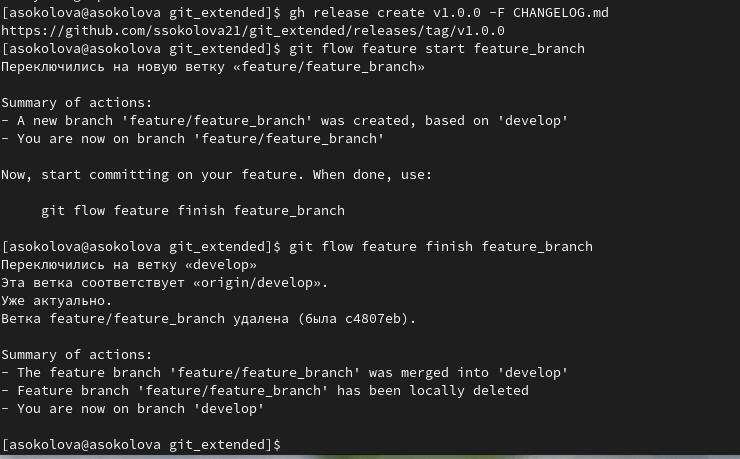 [asokolova@asokolova git_extended]$ gh release create v1.0.0 -F CHANGELOG.md
https://github.com/ssokolova21/git_extended/releases/tag/v1.0.0
[asokolova@asokolova git_extended]$ git flow feature start feature_branch
Переключились на новую ветку «feature/feature_branch»
Summary of actions:
- A new branch 'feature/feature_branch' was created, based on 'develop'
- You are now on branch 'feature/feature_branch'
Now, start committing on your feature. When done, use:
git flow feature finish feature_branch
[asokolova@asokolova git_extended]$ git flow feature finish feature_branch
Переключились на ветку «develop»
Эта ветка соответствует «origin/develop».
Уже актуально.
Ветка feature/feature_branch удалена (была c4807eb).
Summary of actions:
- The feature branch 'feature/feature_branch' was merged into 'develop'
- Feature branch 'feature/feature_branch' has been locally deleted
- You are now on branch 'develop'
[asokolova@asokolova git_extended]$